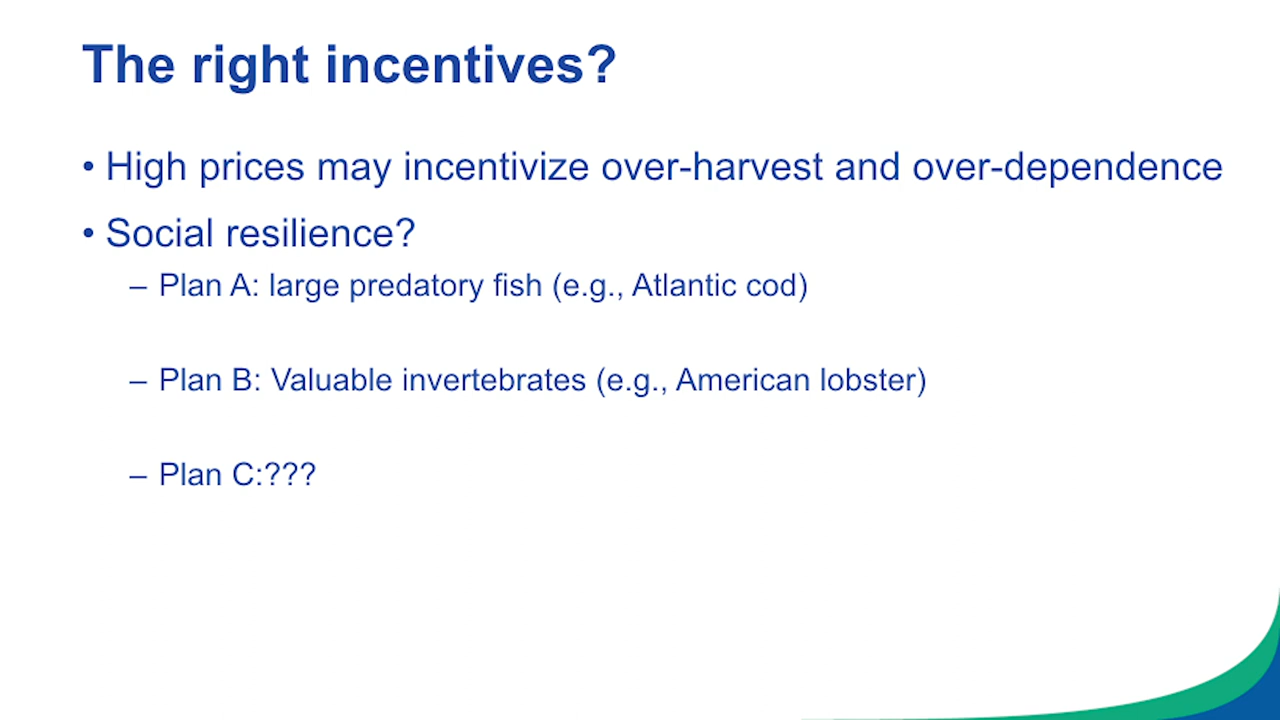 The right incentives?
• High prices may incentivize over-harvest and over-dependence
• Social resilience?
– Plan A: large predatory fish (e.g., Atlantic cod)
– Plan B: Valuable invertebrates (e.g., American lobster)
– Plan C:???